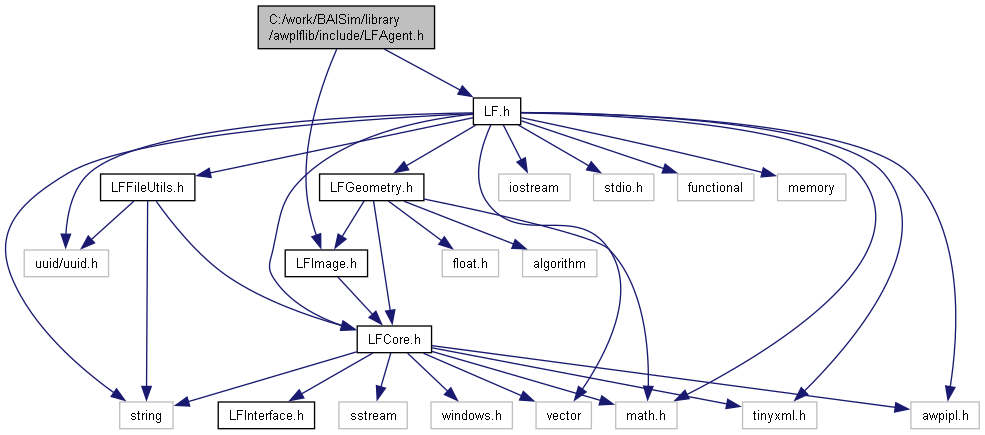 C:/work/BAISim/library
/awplflib/include/LFAgent.h
LF.h
LFFileUtils.h
LFGeometry.h
iostream
stdio.h
functional
memory
uuid/uuid.h
LFImage.h
float.h
algorithm
LFCore.h
string
LFInterface.h
sstream
windows.h
vector
math.h
tinyxml.h
awpipl.h